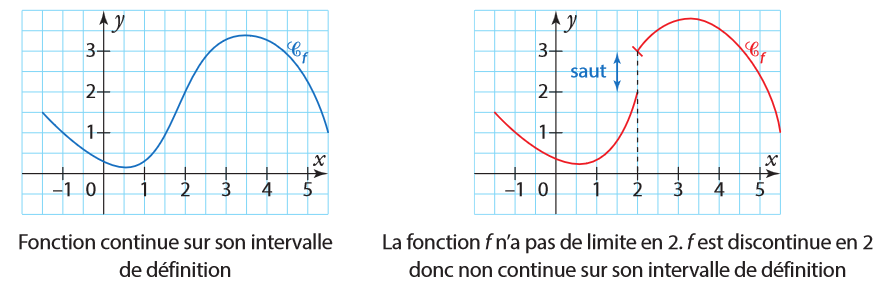 y
𝒞f
3
2
1
x
–1 0 1 2 3 4 5
Fonction continue sur son intervalle
de définition
y
𝒞f
3
saut
2
1
x
–1 0 1 2 3 4 5
La fonction f n'a pas de limite en 2. f est discontinue en 2
donc non continue sur son intervalle de définition